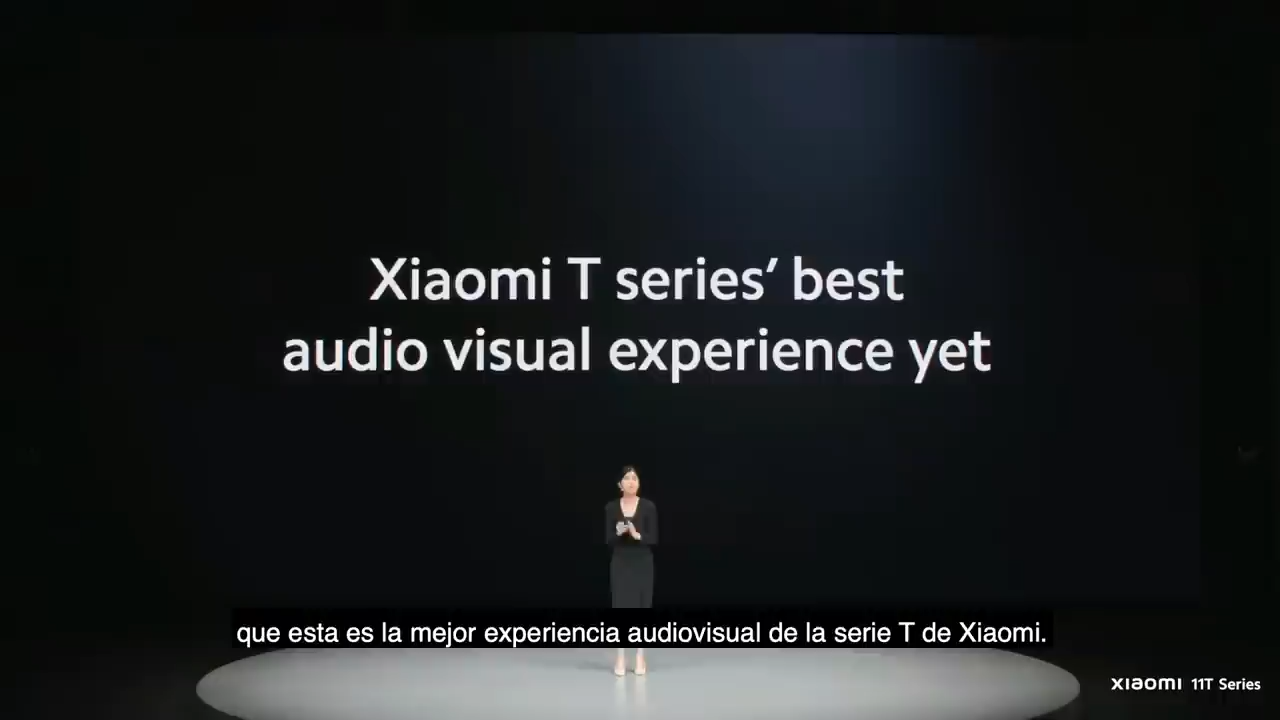 Xiaomi T series’ best
audio visual experience yet
que esta es la mejor experiencia audiovisual de la serie T de Xiaomi.
xiaomi 11T Series